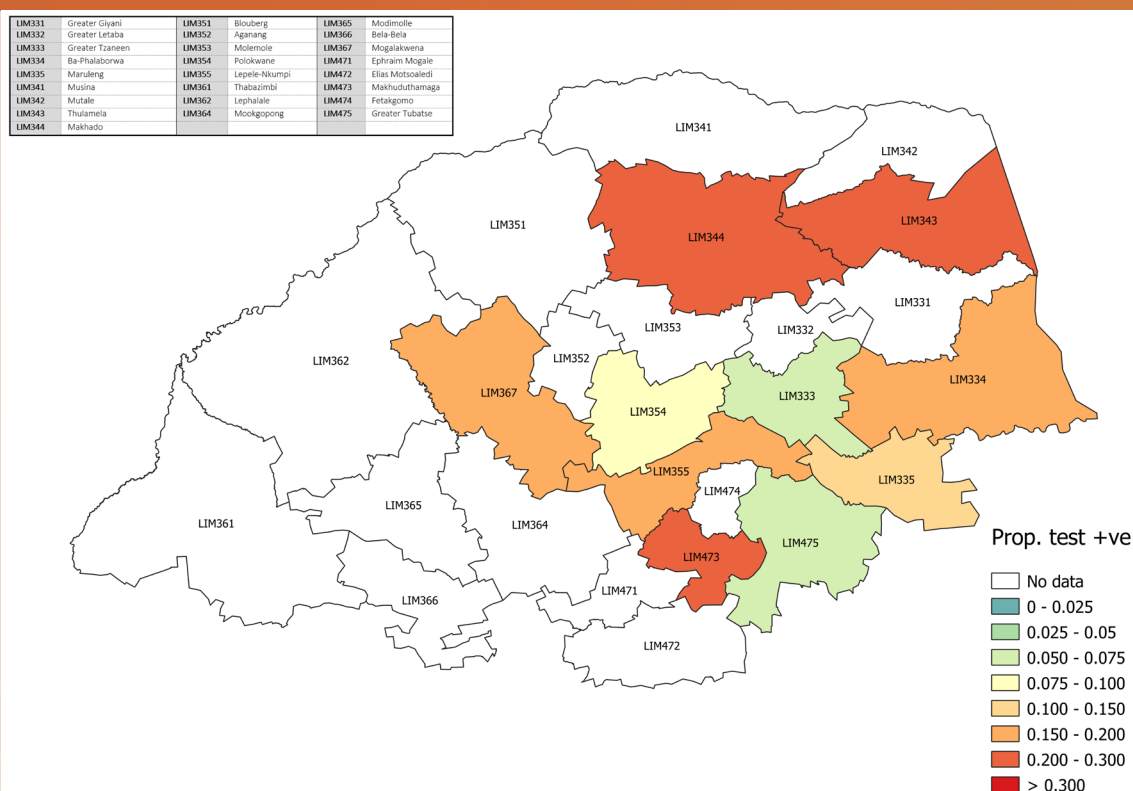 LIM331 Greater Giyani LIM351 Blouberg LIM365 Modimolle
LIM332 Greater Letaba LIM352 Aganang LIM366 Bela-Bela
LIM333 Greater Tzaneen LIM353 Molemole LIM367 Mogalakwena
LIM334 Ba-Phalaborwa LIM354 Polokwane LIM471 Ephraim Mogale
LIM335 Maruleng LIM355 Lepele-Nkumpi LIM472 Elias Motsoaledi
LIM341 Musina LIM361 Thabazimbi LIM473 Makhuduthamaga
LIM342 Mutale LIM362 Lephalale LIM474 Fetakgomo
LIM343 Thulamela LIM364 Mookgopong LIM475 Greater Tubatse
LIM344 Makhado
LIM341
LIM342
LIM351
LIM344
LIM343
LIM331
LIM353
LIM332
LIM362
LIM352
LIM334
LIM367
LIM333
LIM354
LIM355
LIM335
LIM474
LIM365
LIM361
LIM364
LIM475
LIM473
LIM471
LIM366
LIM472
Prop. test +ve
No data
0 - 0.025
0.025 - 0.05
0.050 - 0.075
0.075 - 0.100
0.100 - 0.150
0.150 - 0.200
0.200 - 0.300
> 0.300